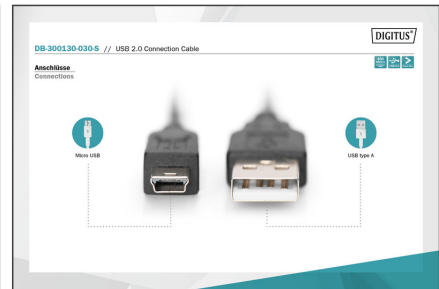 DIGITUS®
DB-300130-030-S // USB 2.0 Connection Cable
Anschlüsse
Connections
Micro USB
USB type A